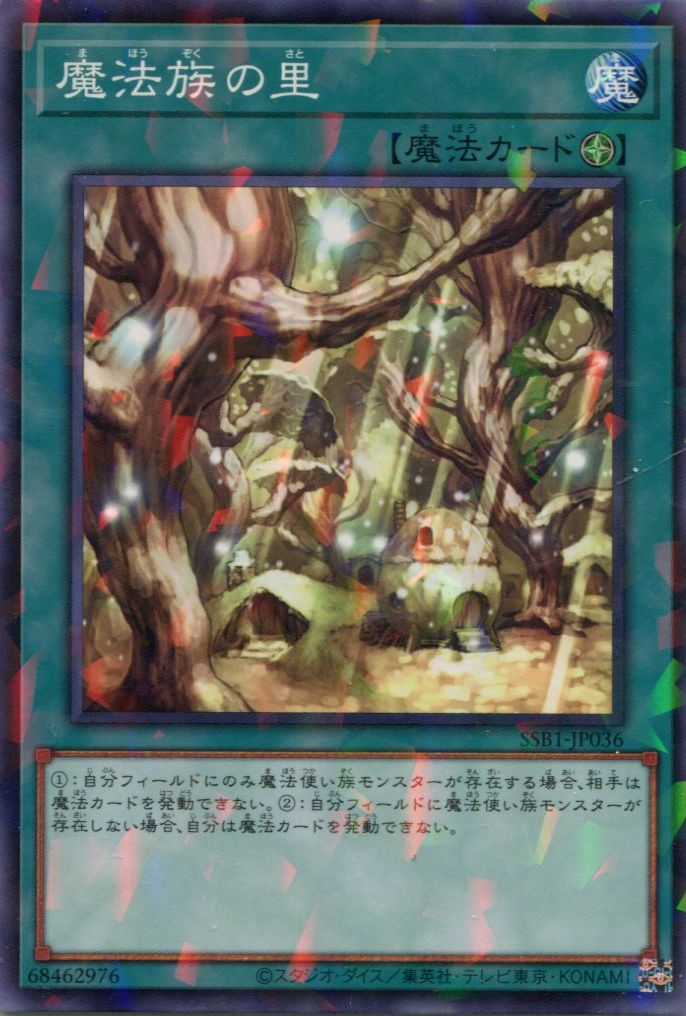 魔法族の里
魔
【魔法カード】
SSB1-JP036
①：自分フィールドにのみ魔法使い族モンスターが存在する場合、相手は
魔法カードを発動できない。②：自分フィールドに魔法使い族モンスターが
存在しない場合、自分は魔法カードを発動できない。
68462976
©スタジオ・ダイス／集英社・テレビ東京・KONAMI